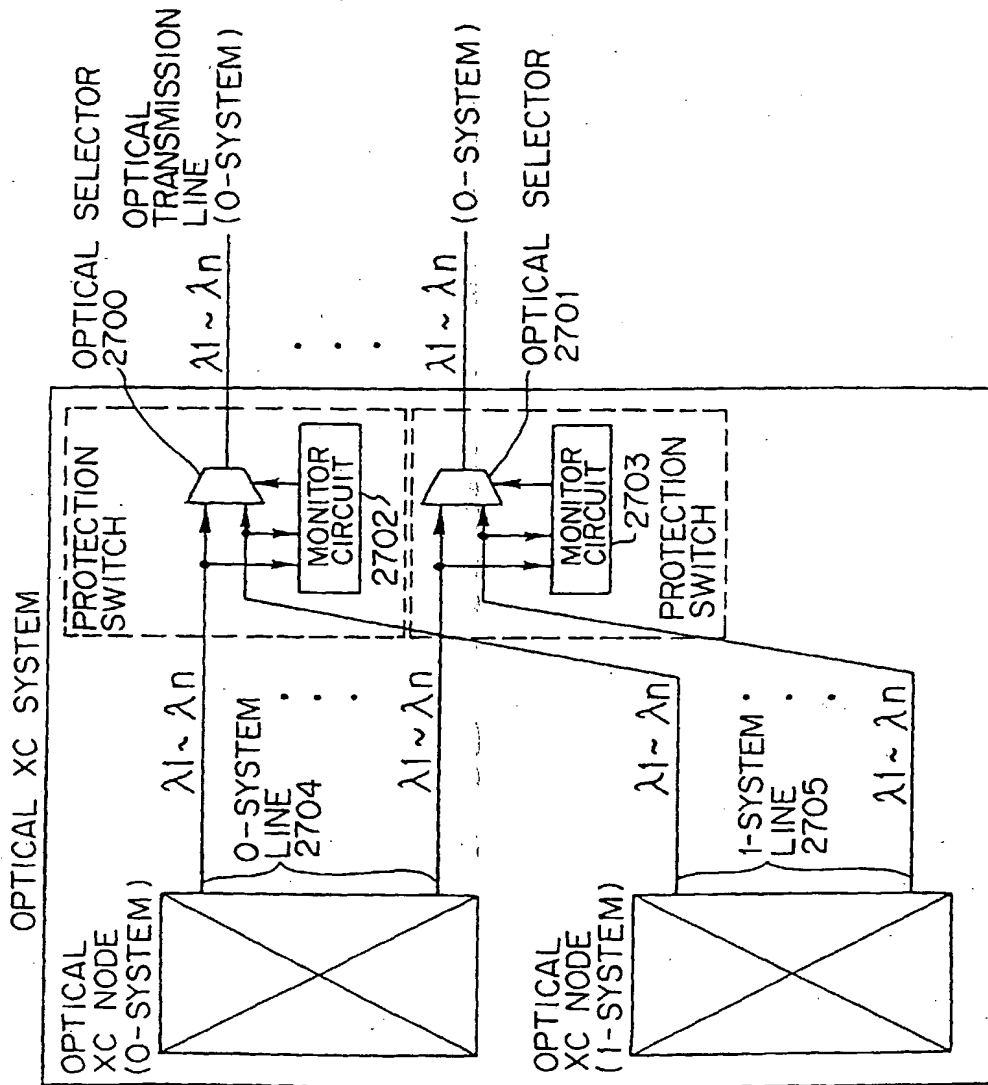 OPTICAL XC SYSTEM
OPTICAL
XC NODE
(0-SYSTEM)
λ1~λn
0-SYSTEM
LINE
2704
λ1~λn
PROTECTION
SWITCH
MONITOR
CIRCUIT
2702
OPTICAL SELECTOR
2700
OPTICAL
TRANSMISSION
LINE
(0-SYSTEM)
λ1~λn
MONITOR
CIRCUIT
2703
PROTECTION
SWITCH
λ1~λn
(0-SYSTEM)
OPTICAL SELECTOR
2701
OPTICAL
XC NODE
(1-SYSTEM)
λ1~λn
1-SYSTEM
LINE
2705
λ1~λn